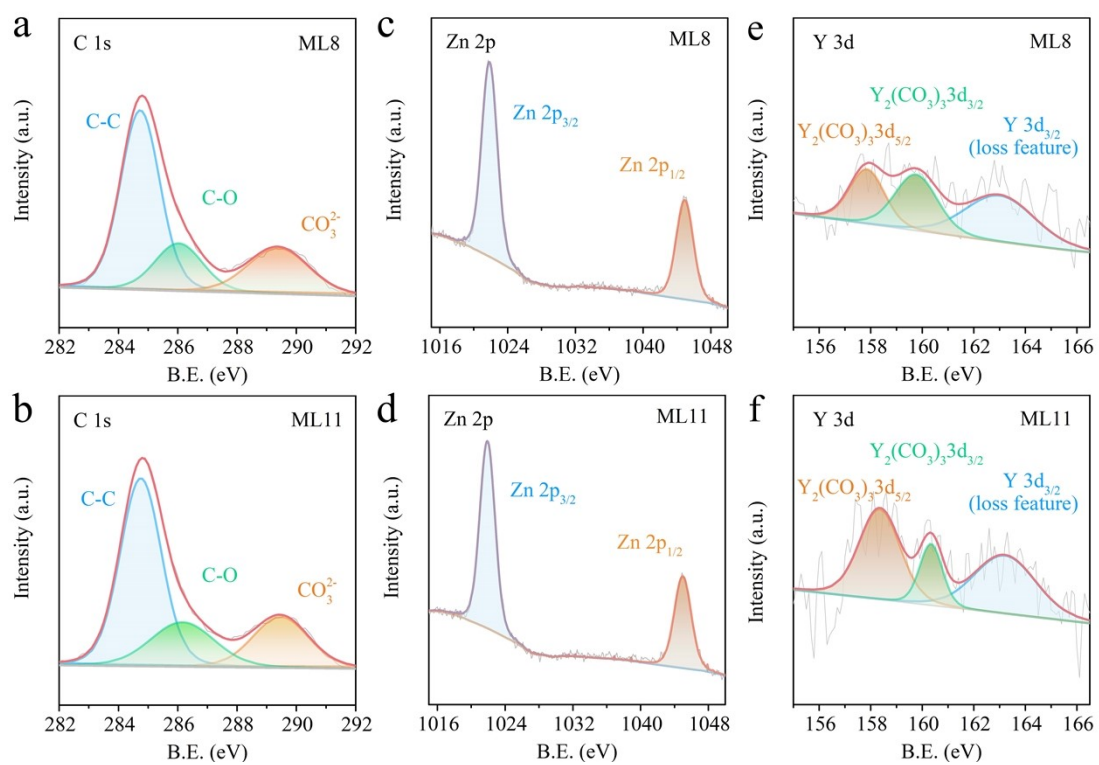 a
C 1s
ML8
C-C
C-O
CO₃²⁻
Intensity (a.u.)
282 284 286 288 290 292
B.E. (eV)
c
Zn 2p
ML8
Zn 2p₃/₂
Zn 2p₁/₂
Intensity (a.u.)
1016 1024 1032 1040 1048
B.E. (eV)
e
Y 3d
ML8
Y₂(CO₃)₃3d₃/₂
Y₂(CO₃)₃3d₅/₂
Y 3d₃/₂
(loss feature)
Intensity (a.u.)
156 158 160 162 164 166
B.E. (eV)
b
C 1s
ML11
C-C
C-O
CO₃²⁻
Intensity (a.u.)
282 284 286 288 290 292
B.E. (eV)
d
Zn 2p
ML11
Zn 2p₃/₂
Zn 2p₁/₂
Intensity (a.u.)
1016 1024 1032 1040 1048
B.E. (eV)
f
Y 3d
ML11
Y₂(CO₃)₃3d₃/₂
Y₂(CO₃)₃3d₅/₂
Y 3d₃/₂
(loss feature)
Intensity (a.u.)
156 158 160 162 164 166
B.E. (eV)